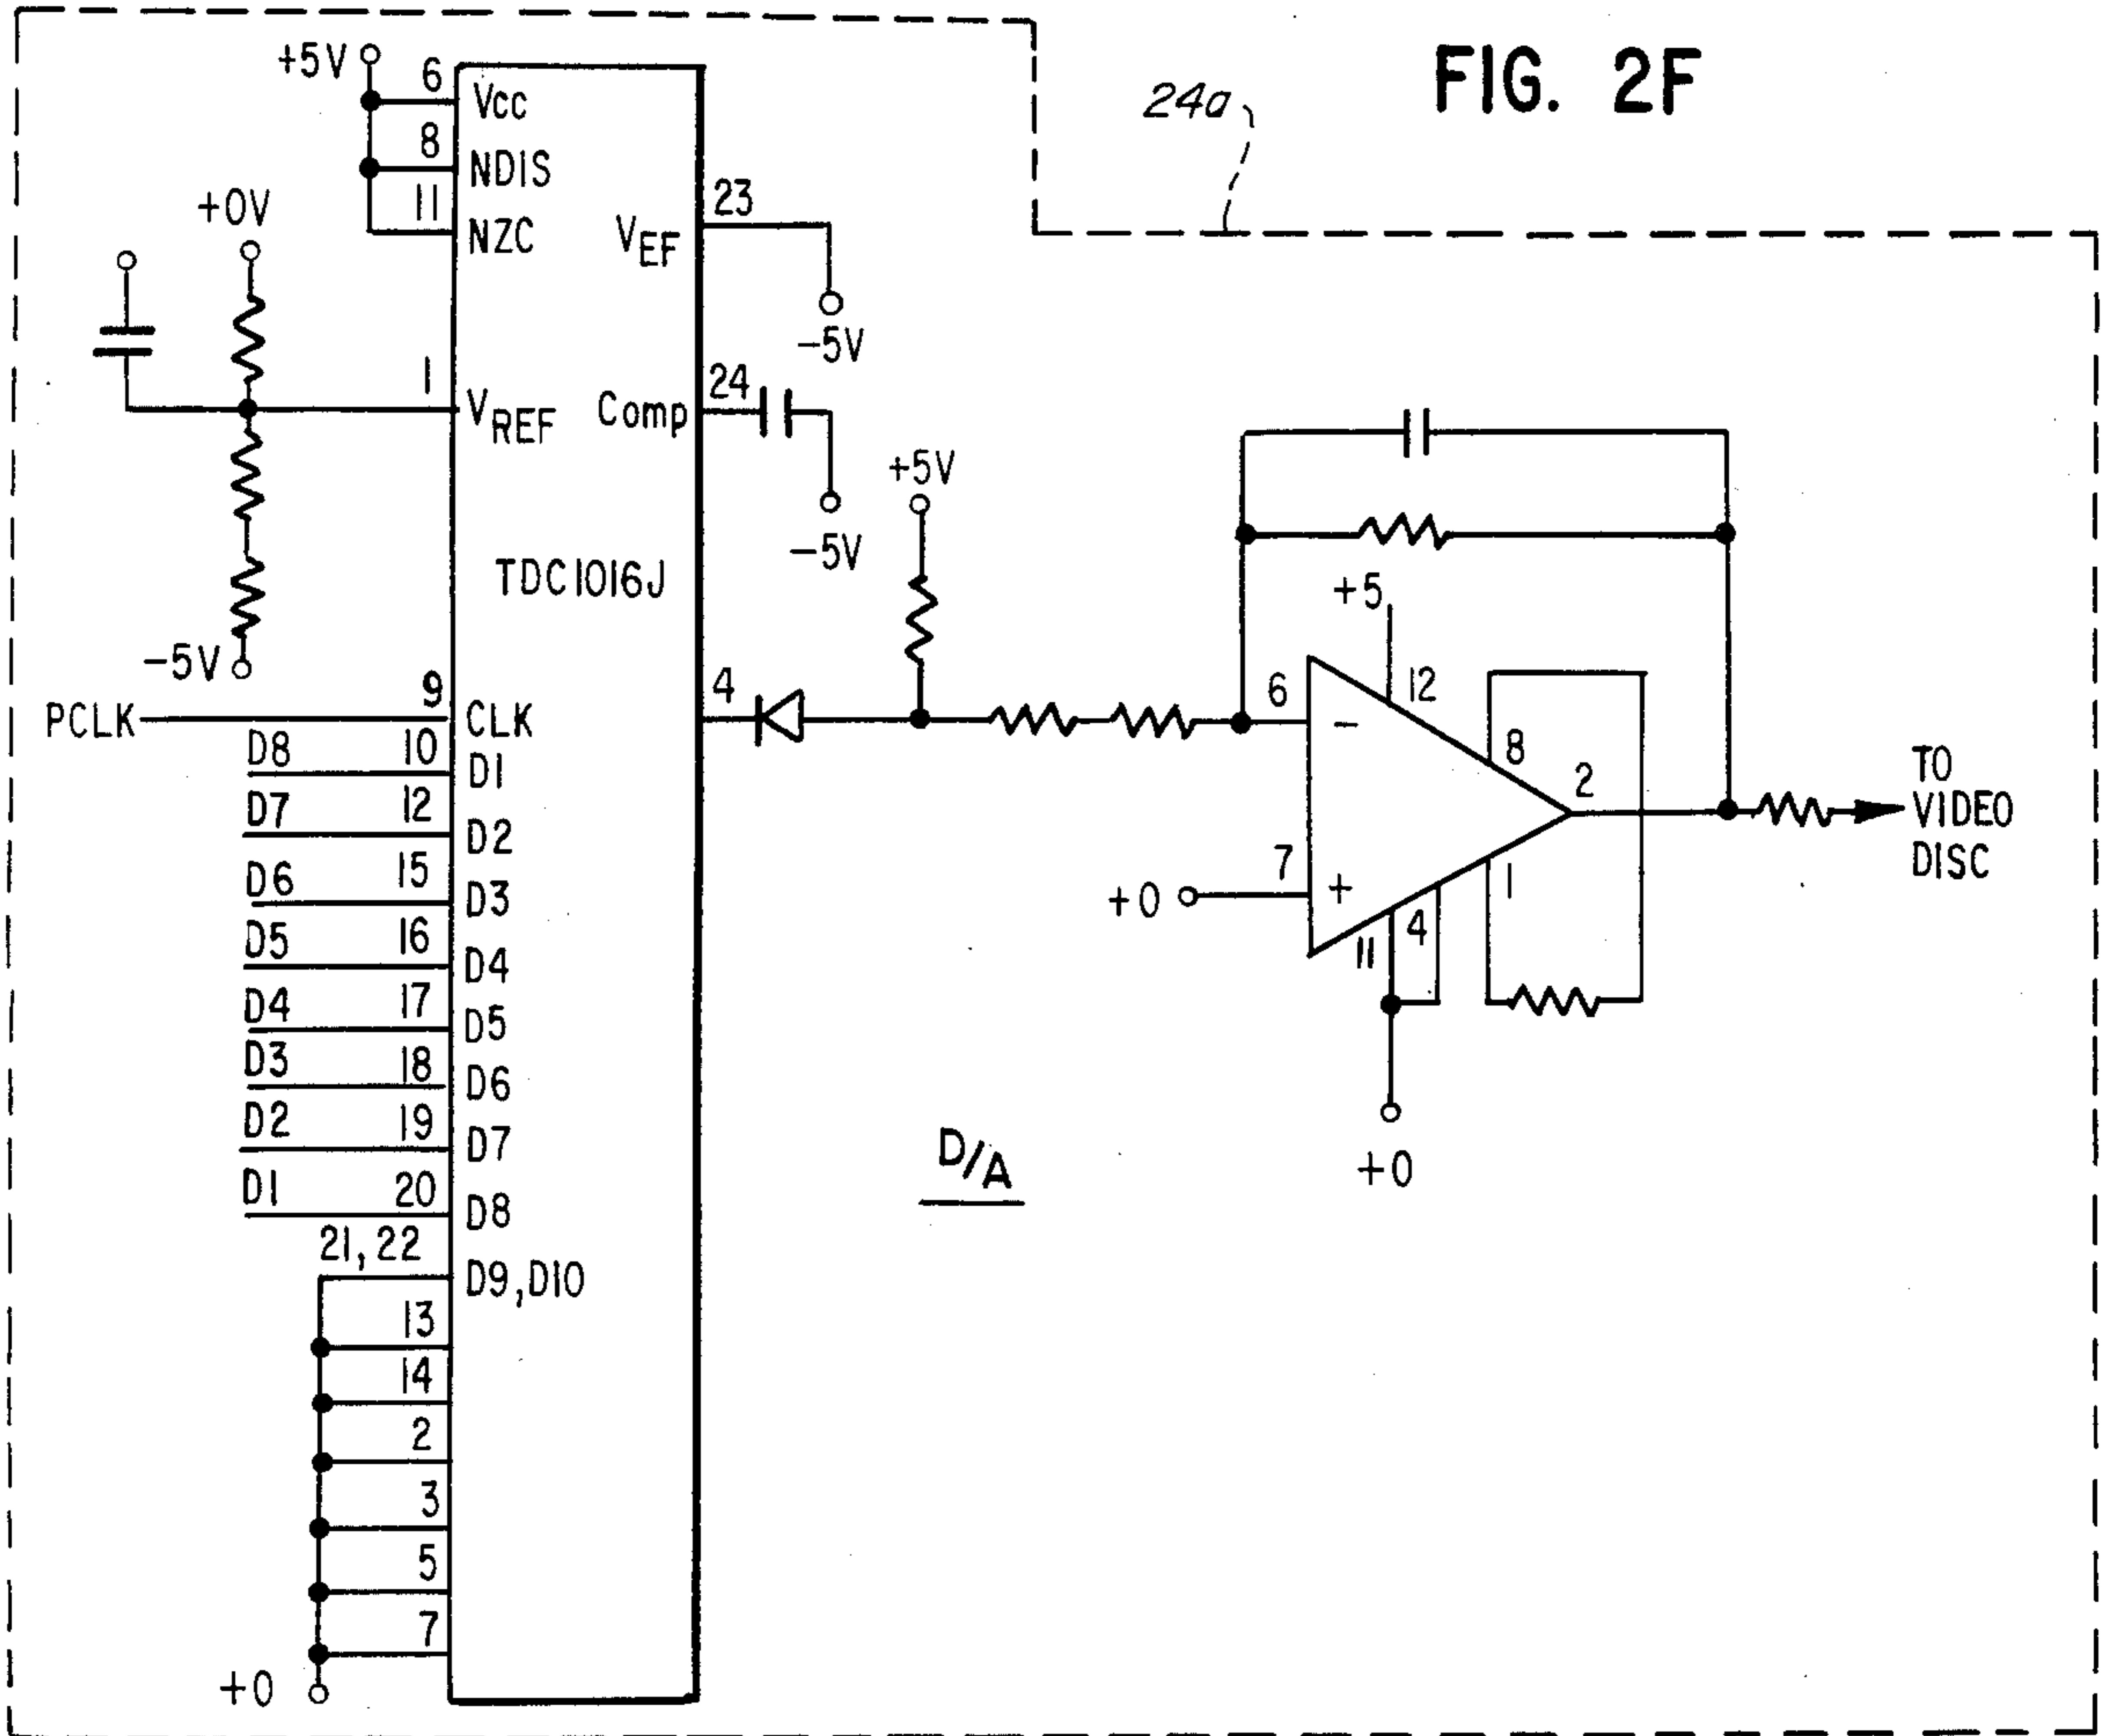 FIG. 2F
24a
+5V
6
Vcc
8
NDIS
11
NZC
+0V
1
VREF
-5V
PCLK
9
CLK
D8
10
D1
D7
12
D2
D6
15
D3
D5
16
D4
D4
17
D5
D3
18
D6
D2
19
D7
D1
20
D8
21, 22
D9,D10
13
14
2
3
5
7
+0
TDC1016J
23
VEF
-5V
24
Comp
-5V
4
+5V
6
-
+5
12
8
2
7
+
+0
11
4
1
+0
TO
VIDEO
DISC
D/A